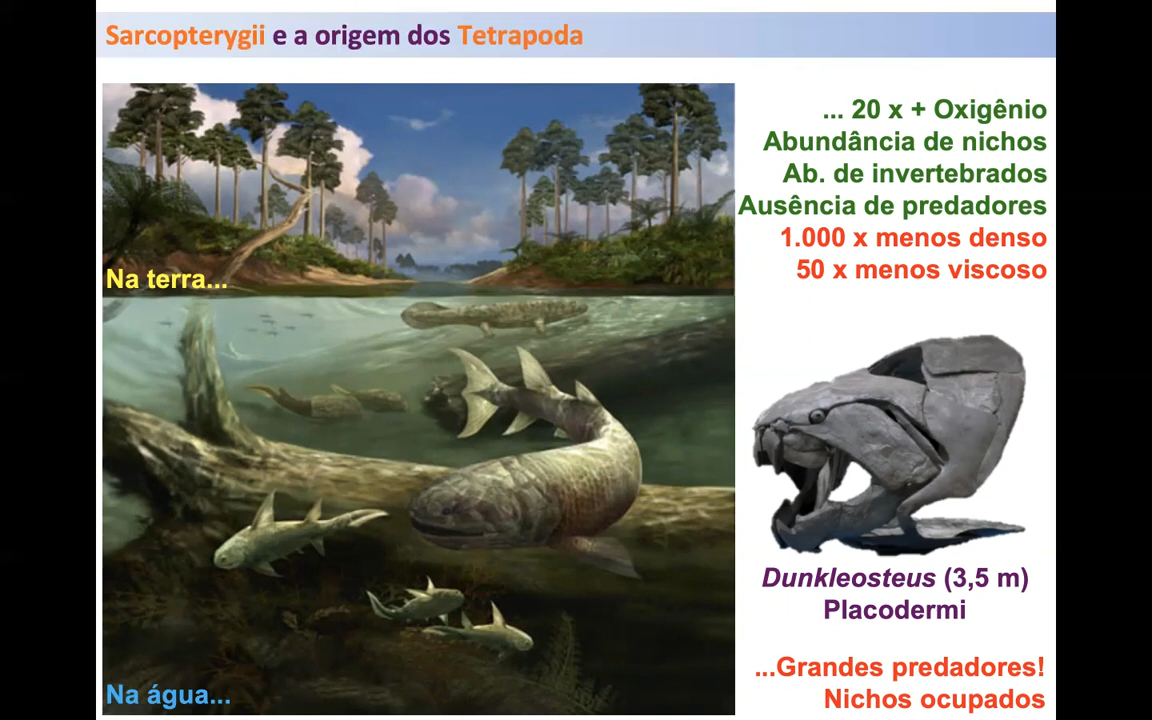 Sarcopterygii e a origem dos Tetrapoda
... 20 x + Oxigênio
Abundância de nichos
Ab. de invertebrados
Ausência de predadores
1.000 x menos denso
50 x menos viscoso
Na terra...
Dunkleosteus (3,5 m)
Placodermi
...Grandes predadores!
Nichos ocupados
Na água...